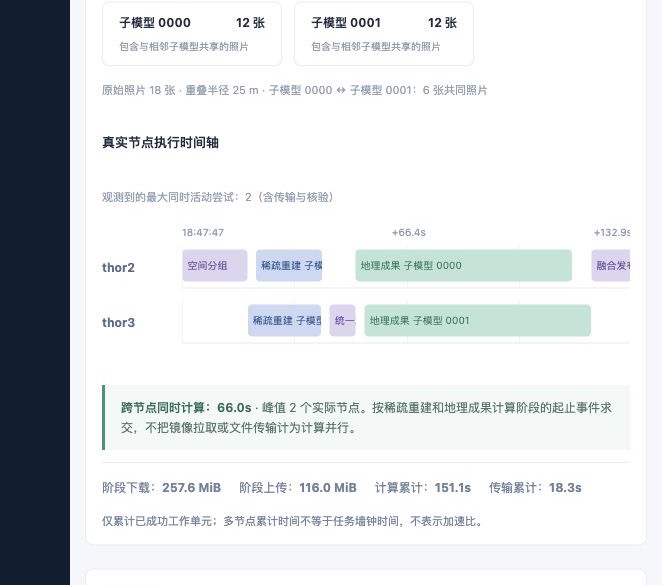 子模型 0000 12 张
包含与相邻子模型共享的照片
子模型 0001 12 张
包含与相邻子模型共享的照片
原始照片 18 张 · 重叠半径 25 m · 子模型 0000 ↔ 子模型 0001：6 张共同照片
真实节点执行时间轴
观测到的最大同时活动尝试：2（含传输与核验）
18:47:47 +66.4s +132.9s
thor2 空间分组 稀疏重建 子模 地理成果 子模型 0000 融合发布
thor3 稀疏重建 子模型 统一 地理成果 子模型 0001
跨节点同时计算：66.0s · 峰值 2 个实际节点。按稀疏重建和地理成果计算阶段的起止事件求
交，不把镜像拉取或文件传输计为计算并行。
阶段下载：257.6 MiB 阶段上传：116.0 MiB 计算累计：151.1s 传输累计：18.3s
仅累计已成功工作单元；多节点累计时间不等于任务墙钟时间，不表示加速比。